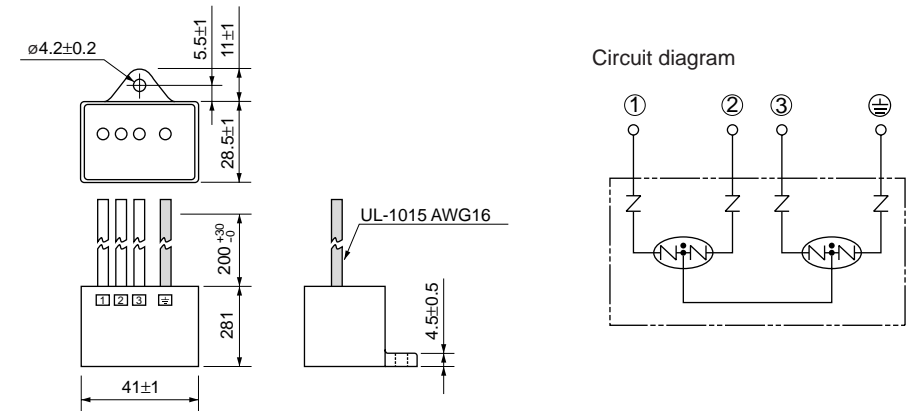 ø4.2±0.2
5.5±1
11±1
28.5±1
200 +30 -0
1 2 3 ⏚
281
41±1
UL-1015 AWG16
4.5±0.5
Circuit diagram
① ② ③ ⏚